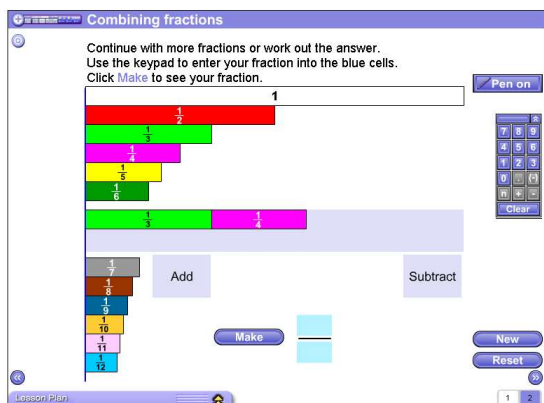 Combining fractions
Continue with more fractions or work out the answer.
Use the keypad to enter your fraction into the blue cells.
Click Make to see your fraction.
Pen on
1
1/2
1/3
1/4
1/5
1/6
7 8 9
4 5 6
1 2 3
0 . (-)
n + -
Clear
1/3 1/4
1/7
1/8
1/9
1/10
1/11
1/12
Add
Subtract
Make
New
Reset
Lesson Plan
1 2